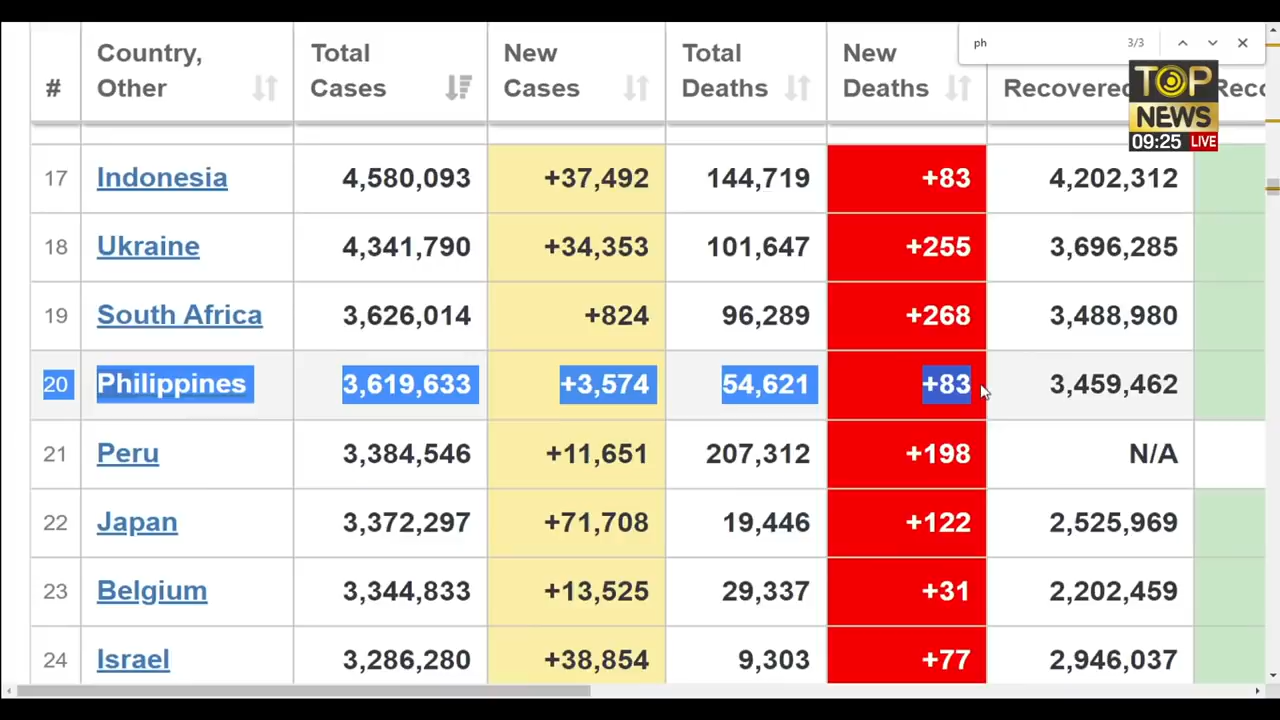 ph 3/3
# Country, Other Total Cases New Cases Total Deaths New Deaths Recovered
TOP
NEWS
09:25 LIVE
17 Indonesia 4,580,093 +37,492 144,719 +83 4,202,312
18 Ukraine 4,341,790 +34,353 101,647 +255 3,696,285
19 South Africa 3,626,014 +824 96,289 +268 3,488,980
20 Philippines 3,619,633 +3,574 54,621 +83 3,459,462
21 Peru 3,384,546 +11,651 207,312 +198 N/A
22 Japan 3,372,297 +71,708 19,446 +122 2,525,969
23 Belgium 3,344,833 +13,525 29,337 +31 2,202,459
24 Israel 3,286,280 +38,854 9,303 +77 2,946,037